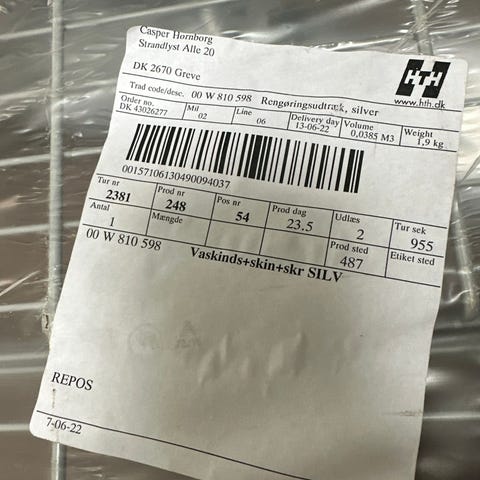 Casper Hornborg
Strandlyst Alle 20
DK 2670 Greve
HTH
www.hth.dk
Trad code/desc. 00 W 810 598 Rengøringsudtræk, silver
Order no. Mil Line Delivery day Volume Weight
DK 43026277 02 06 13-06-22 0,0385 M3 1,9 kg
00157106130490094037
Tur nr Prod nr Pos nr Prod dag Udlæs Tur sek
2381 248 54 23.5 2 955
Antal Mængde Prod sted Etiket sted
1 487
00 W 810 598 Vaskinds+skin+skr SILV
REPOS
7-06-22